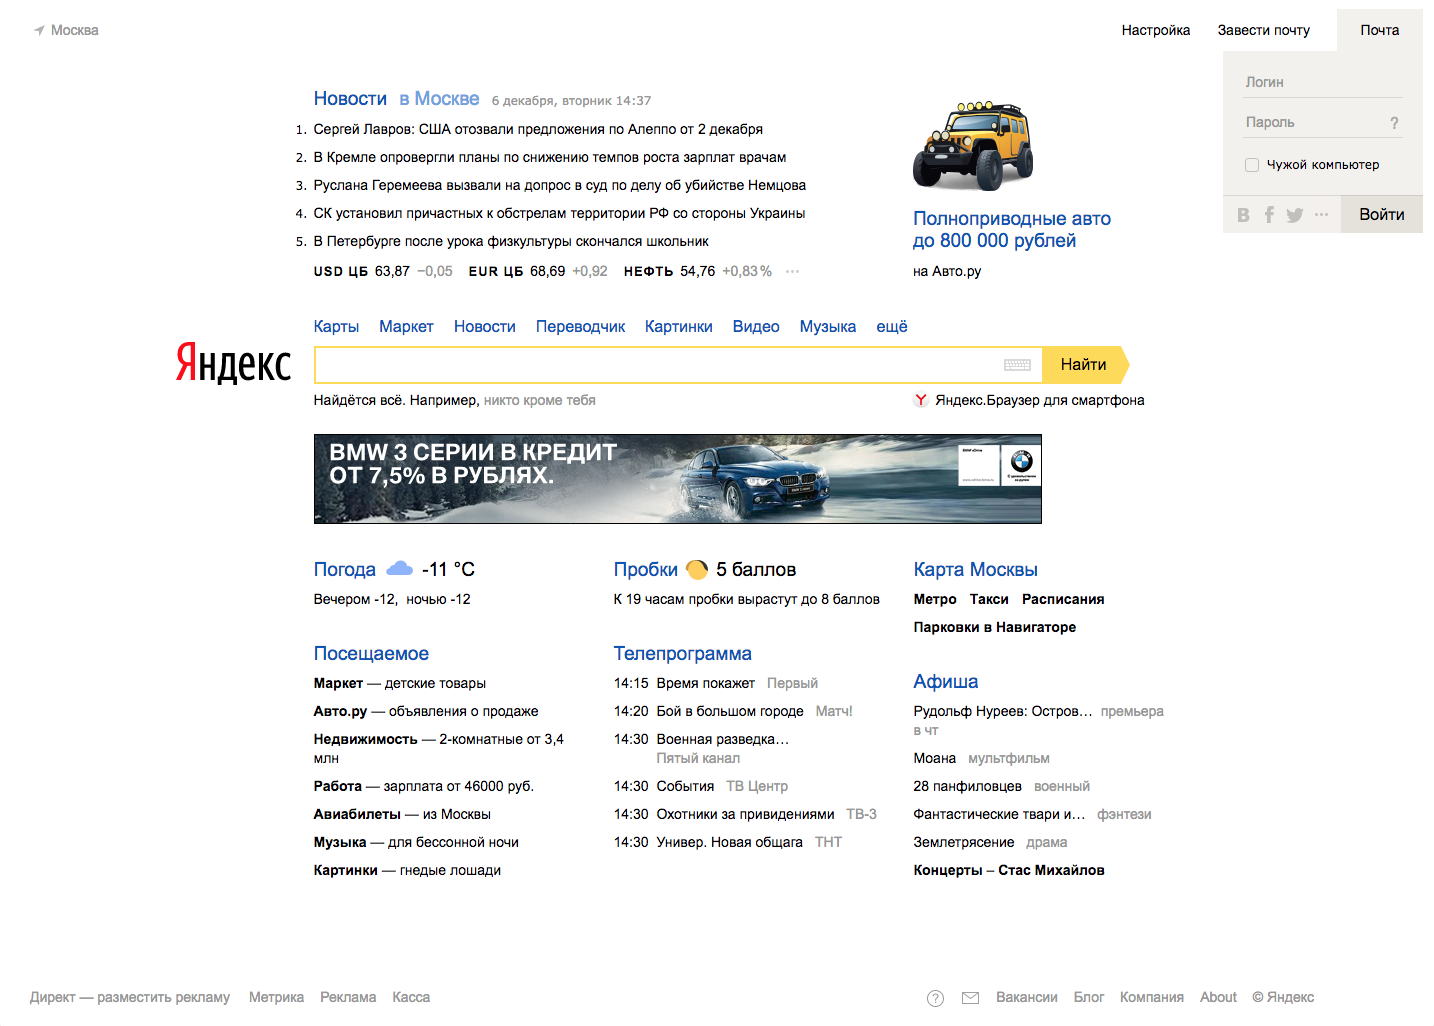 Москва
Настройка Завести почту Почта
Логин
Пароль ?
Чужой компьютер
Войти
Новости в Москве 6 декабря, вторник 14:37
1. Сергей Лавров: США отозвали предложения по Алеппо от 2 декабря
2. В Кремле опровергли планы по снижению темпов роста зарплат врачам
3. Руслана Геремеева вызвали на допрос в суд по делу об убийстве Немцова
4. СК установил причастных к обстрелам территории РФ со стороны Украины
5. В Петербурге после урока физкультуры скончался школьник
USD ЦБ 63,87 −0,05 EUR ЦБ 68,69 +0,92 НЕФТЬ 54,76 +0,83 % ···
Полноприводные авто
до 800 000 рублей
на Авто.ру
Карты Маркет Новости Переводчик Картинки Видео Музыка ещё
Яндекс
Найти
Найдётся всё. Например, никто кроме тебя
Яндекс.Браузер для смартфона
BMW 3 СЕРИИ В КРЕДИТ
ОТ 7,5% В РУБЛЯХ.
Погода -11 °C
Вечером -12, ночью -12
Пробки 5 баллов
К 19 часам пробки вырастут до 8 баллов
Карта Москвы
Метро Такси Расписания
Парковки в Навигаторе
Посещаемое
Маркет — детские товары
Авто.ру — объявления о продаже
Недвижимость — 2-комнатные от 3,4
млн
Работа — зарплата от 46000 руб.
Авиабилеты — из Москвы
Музыка — для бессонной ночи
Картинки — гнедые лошади
Телепрограмма
14:15 Время покажет Первый
14:20 Бой в большом городе Матч!
14:30 Военная разведка…
Пятый канал
14:30 События ТВ Центр
14:30 Охотники за привидениями ТВ-3
14:30 Универ. Новая общага ТНТ
Афиша
Рудольф Нуреев: Остров… премьера
в чт
Моана мультфильм
28 панфиловцев военный
Фантастические твари и… фэнтези
Землетрясение драма
Концерты – Стас Михайлов
Директ — разместить рекламу Метрика Реклама Касса
? Вакансии Блог Компания About © Яндекс